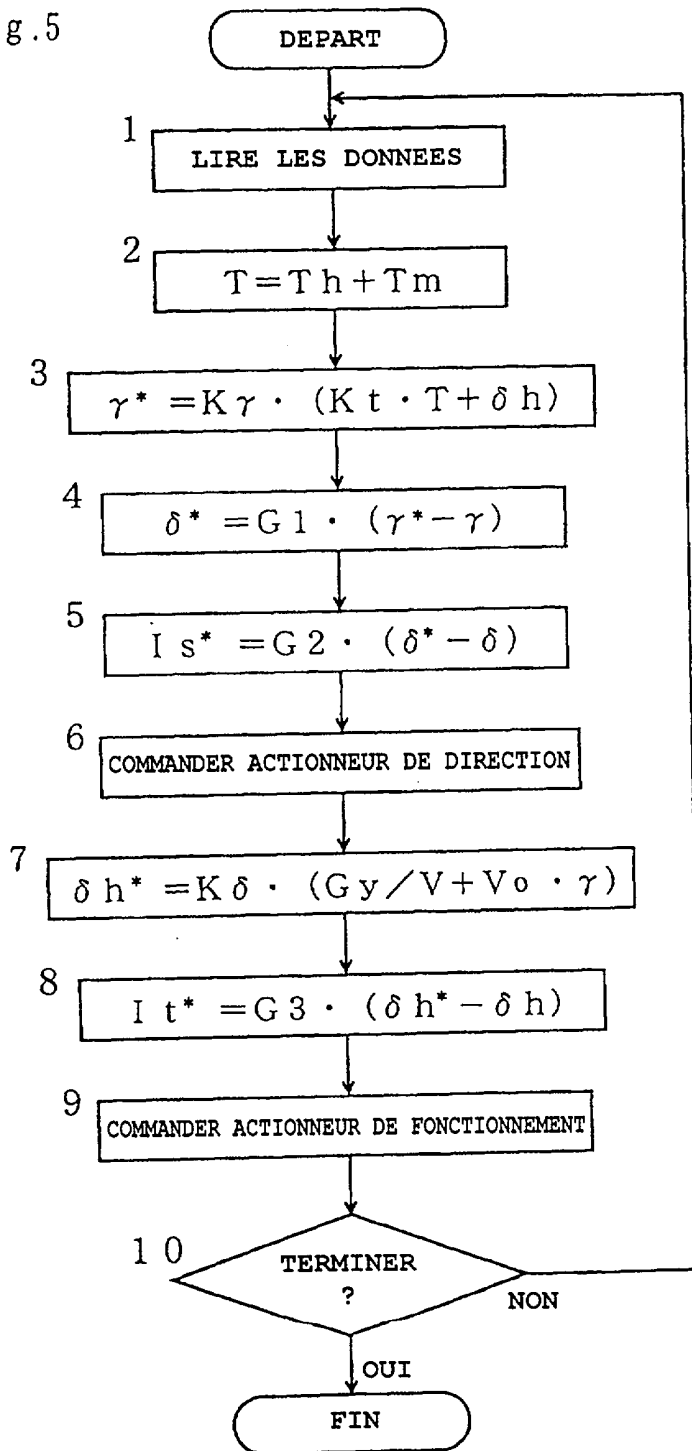 g.5
DEPART
1
LIRE LES DONNEES
2
T=Th+Tm
3
γ* =Kγ・(Kt・T+δh)
4
δ* =G1・(γ*−γ)
5
Is* =G2・(δ*−δ)
6
COMMANDER ACTIONNEUR DE DIRECTION
7
δh* =Kδ・(Gy/V+Vo・γ)
8
It* =G3・(δh*−δh)
9
COMMANDER ACTIONNEUR DE FONCTIONNEMENT
10
TERMINER
?
NON
OUI
FIN